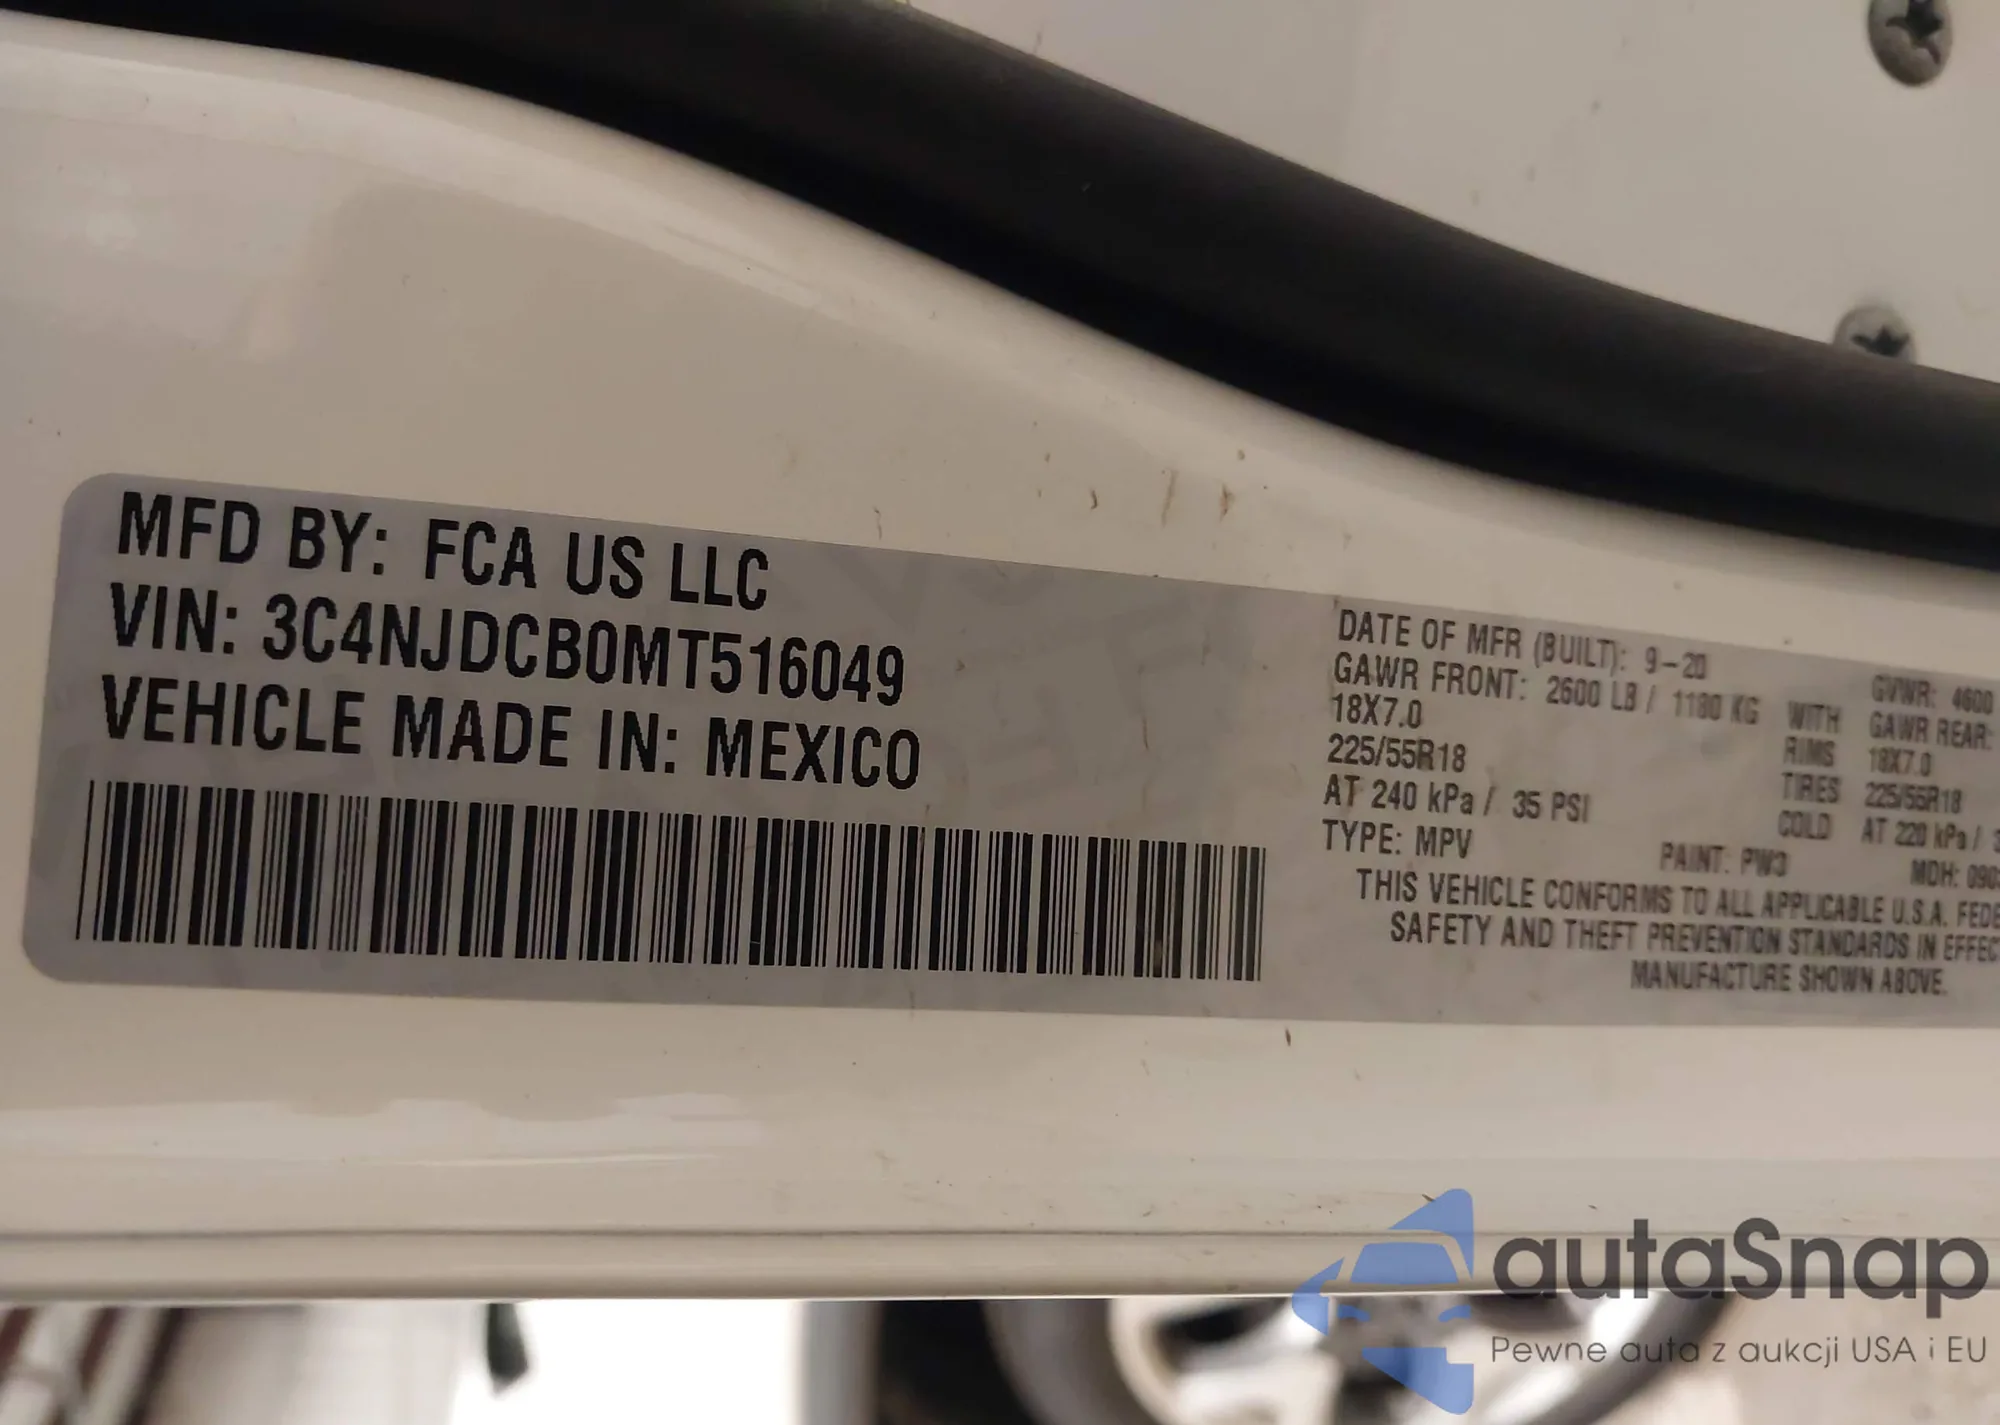 MFD BY: FCA US LLC
VIN: 3C4NJDCB0MT516049
VEHICLE MADE IN: MEXICO
DATE OF MFR (BUILT): 9-20 GVWR: 4600
GAWR FRONT: 2600 LB / 1180 KG WITH GAWR REAR:
18X7.0 RIMS 18X7.0
225/55R18 TIRES 225/55R18
AT 240 kPa / 35 PSI COLD AT 220 kPa /
TYPE: MPV PAINT: PW3 MDH:
THIS VEHICLE CONFORMS TO ALL APPLICABLE U.S.A.
SAFETY AND THEFT PREVENTION STANDARDS IN
MANUFACTURE SHOWN ABOVE.
autaSnap
Pewne auta z aukcji USA i EU